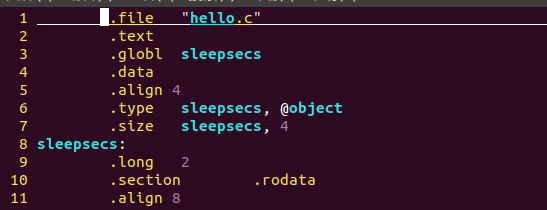 1 .file "hello.c"
2 .text
3 .globl sleepsecs
4 .data
5 .align 4
6 .type sleepsecs, @object
7 .size sleepsecs, 4
8 sleepsecs:
9 .long 2
10 .section .rodata
11 .align 8